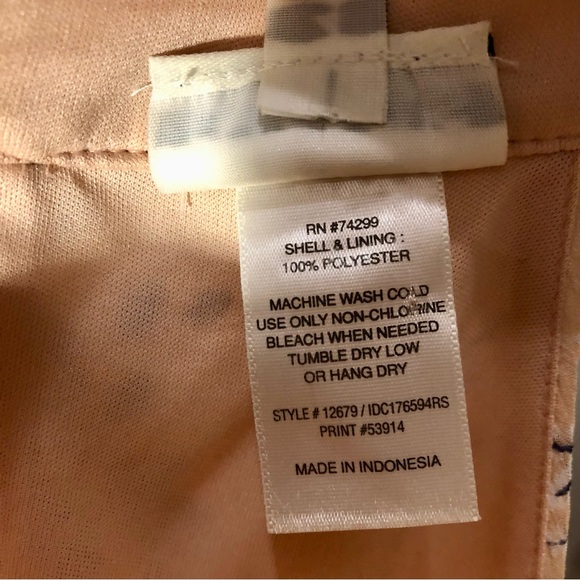 RN #74299
SHELL & LINING :
100% POLYESTER
MACHINE WASH COLD
USE ONLY NON-CHLORINE
BLEACH WHEN NEEDED
TUMBLE DRY LOW
OR HANG DRY
STYLE # 12679 / IDC176594RS
PRINT #53914
MADE IN INDONESIA